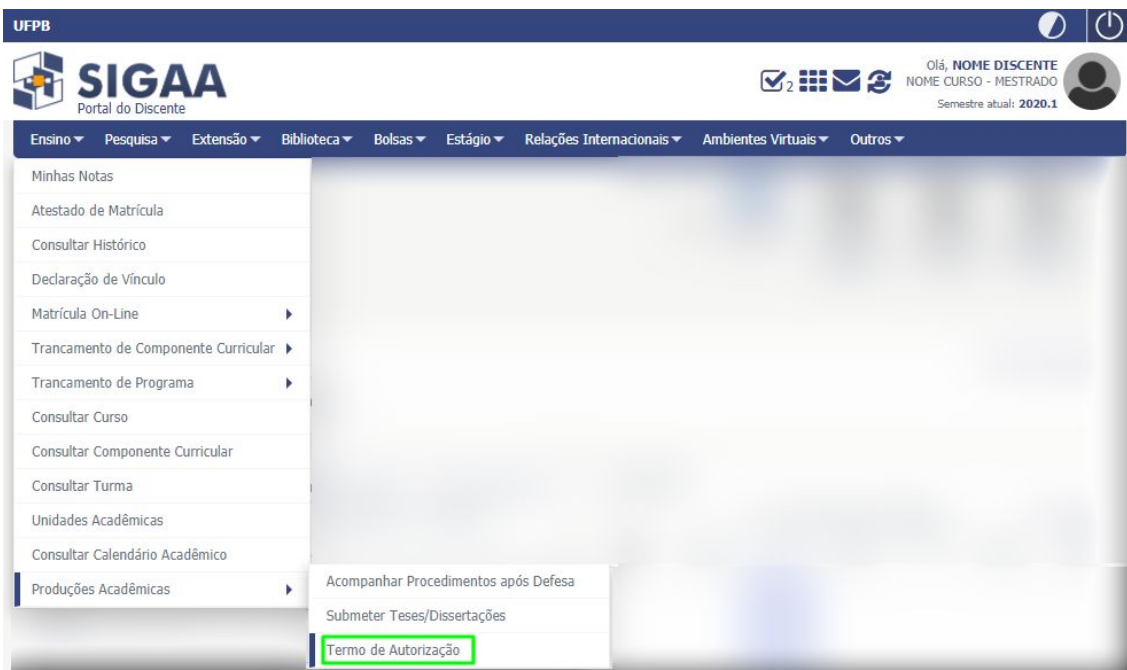 UFPB
SIGAA
Portal do Discente
2
Olá, NOME DISCENTE
NOME CURSO - MESTRADO
Semestre atual: 2020.1
Ensino Pesquisa Extensão Biblioteca Bolsas Estágio Relações Internacionais Ambientes Virtuais Outros
Minhas Notas
Atestado de Matrícula
Consultar Histórico
Declaração de Vínculo
Matrícula On-Line
Trancamento de Componente Curricular
Trancamento de Programa
Consultar Curso
Consultar Componente Curricular
Consultar Turma
Unidades Acadêmicas
Consultar Calendário Acadêmico
Produções Acadêmicas
Acompanhar Procedimentos após Defesa
Submeter Teses/Dissertações
Termo de Autorização